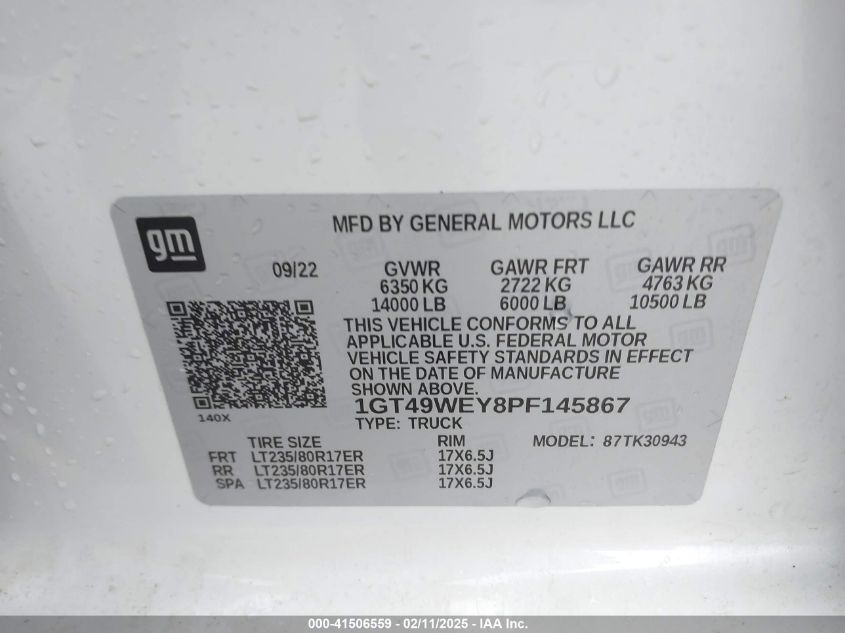 gm
MFD BY GENERAL MOTORS LLC
09/22 GVWR GAWR FRT GAWR RR
6350 KG 2722 KG 4763 KG
14000 LB 6000 LB 10500 LB
THIS VEHICLE CONFORMS TO ALL
APPLICABLE U.S. FEDERAL MOTOR
VEHICLE SAFETY STANDARDS IN EFFECT
ON THE DATE OF MANUFACTURE
SHOWN ABOVE.
140X
1GT49WEY8PF145867
TYPE: TRUCK
TIRE SIZE RIM MODEL: 87TK30943
FRT LT235/80R17ER 17X6.5J
RR LT235/80R17ER 17X6.5J
SPA LT235/80R17ER 17X6.5J
000-41506559 - 02/11/2025 - IAA Inc.